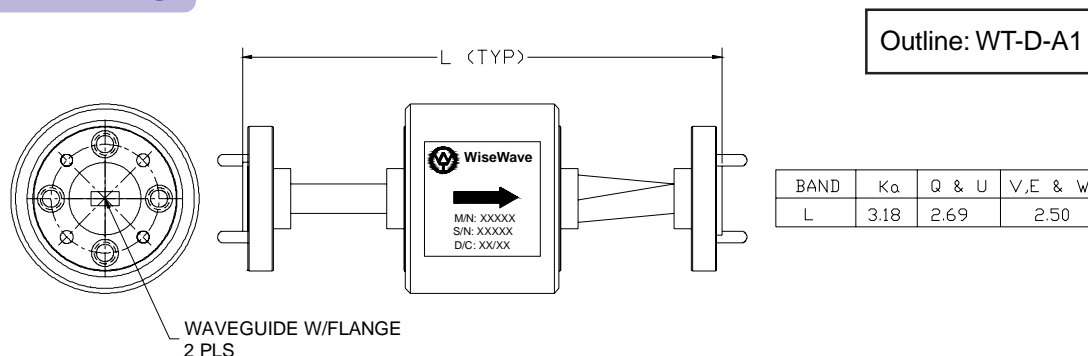 Outline: WT-D-A1
L (TYP)
WiseWave
M/N: XXXXX
S/N: XXXXX
D/C: XX/XX
BAND Ka Q & U V,E & W
L 3.18 2.69 2.50
WAVEGUIDE W/FLANGE
2 PLS